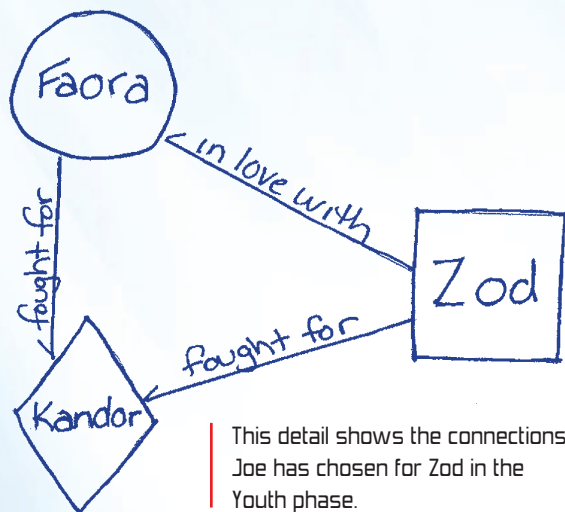 Faora
in love with
fought for
Zod
fought for
Kandor
This detail shows the connections
Joe has chosen for Zod in the
Youth phase.